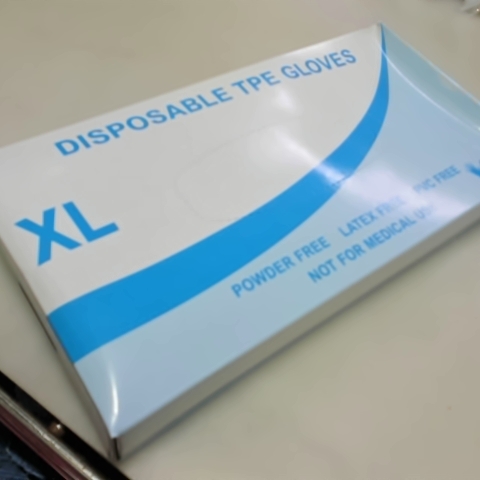 DISPOSABLE TPE GLOVES
XL
POWDER FREE LATEX FREE PVC FREE
NOT FOR MEDICAL USE